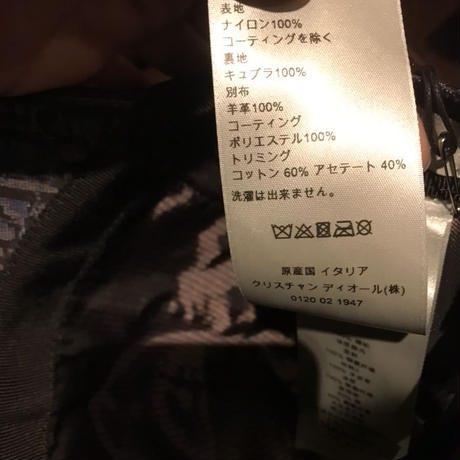 表地
ナイロン100%
コーティングを除く
裏地
キュプラ100%
別布
羊革100%
コーティング
ポリエステル100%
トリミング
コットン 60% アセテート 40%
洗濯は出来ません。
原産国 イタリア
クリスチャン ディオール(株)
0120 02 1947